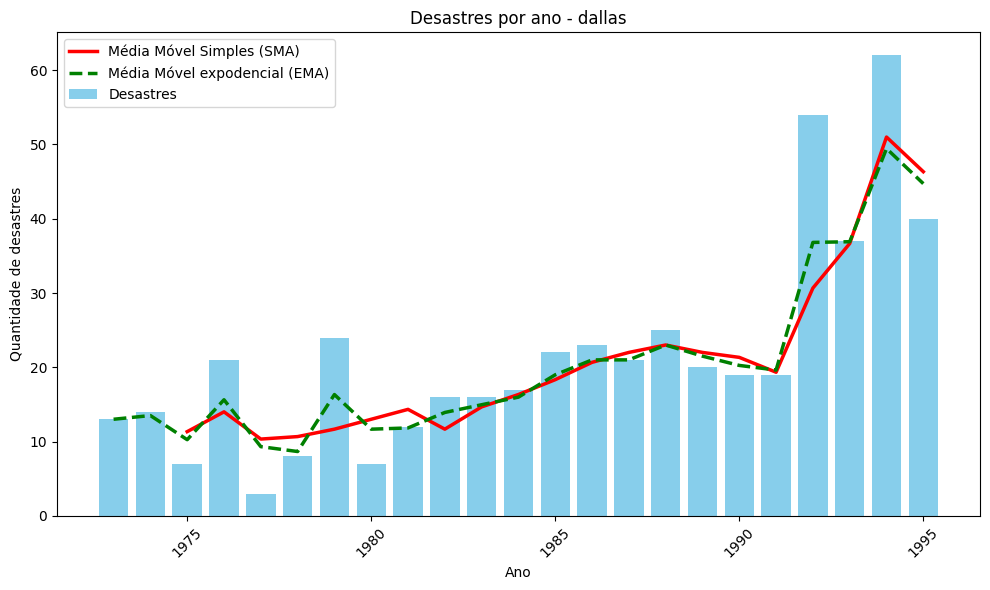 Desastres por ano - dallas
Média Móvel Simples (SMA)
Média Móvel expodencial (EMA)
Desastres
Quantidade de desastres
60
50
40
30
20
10
0
1975
1980
1985
1990
1995
Ano